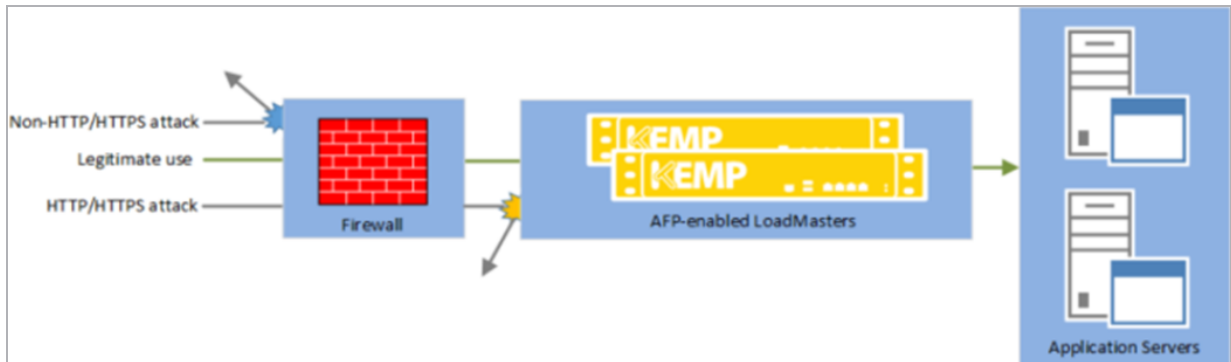 Non-HTTP/HTTPS attack
Legitimate use
HTTP/HTTPS attack
Firewall
KEMP
KEMP
AFP-enabled LoadMasters
Application Servers